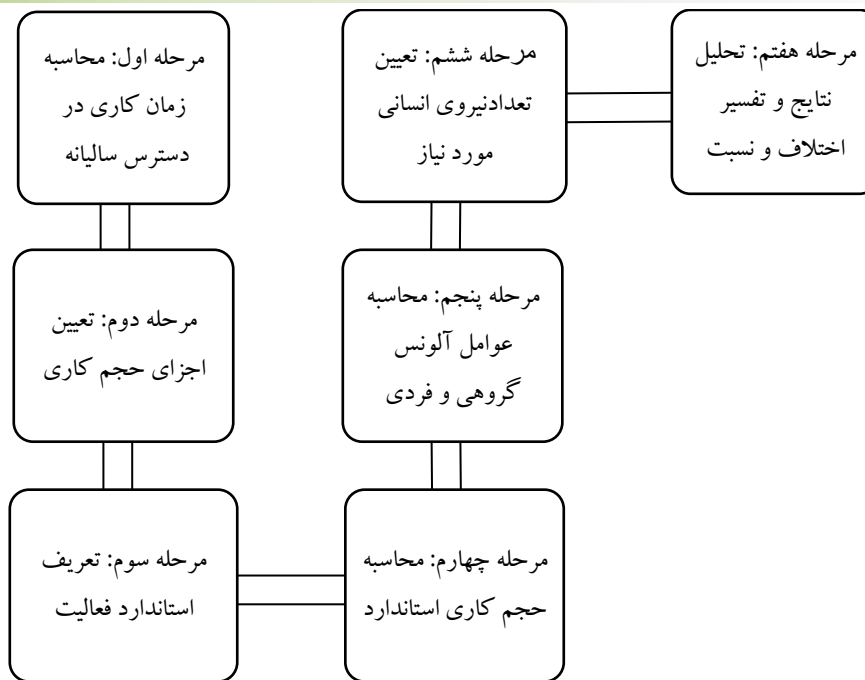 مرحله اول: محاسبه
زمان کاری در
دسترس سالیانه
مرحله دوم: تعیین
اجزای حجم کاری
مرحله سوم: تعریف
استاندارد فعالیت
مرحله چهارم: محاسبه
حجم کاری استاندارد
مرحله پنجم: محاسبه
عوامل آلونس
گروهی و فردی
مرحله ششم: تعیین
تعدادنیروی انسانی
مورد نیاز
مرحله هفتم: تحلیل
نتایج و تفسیر
اختلاف و نسبت